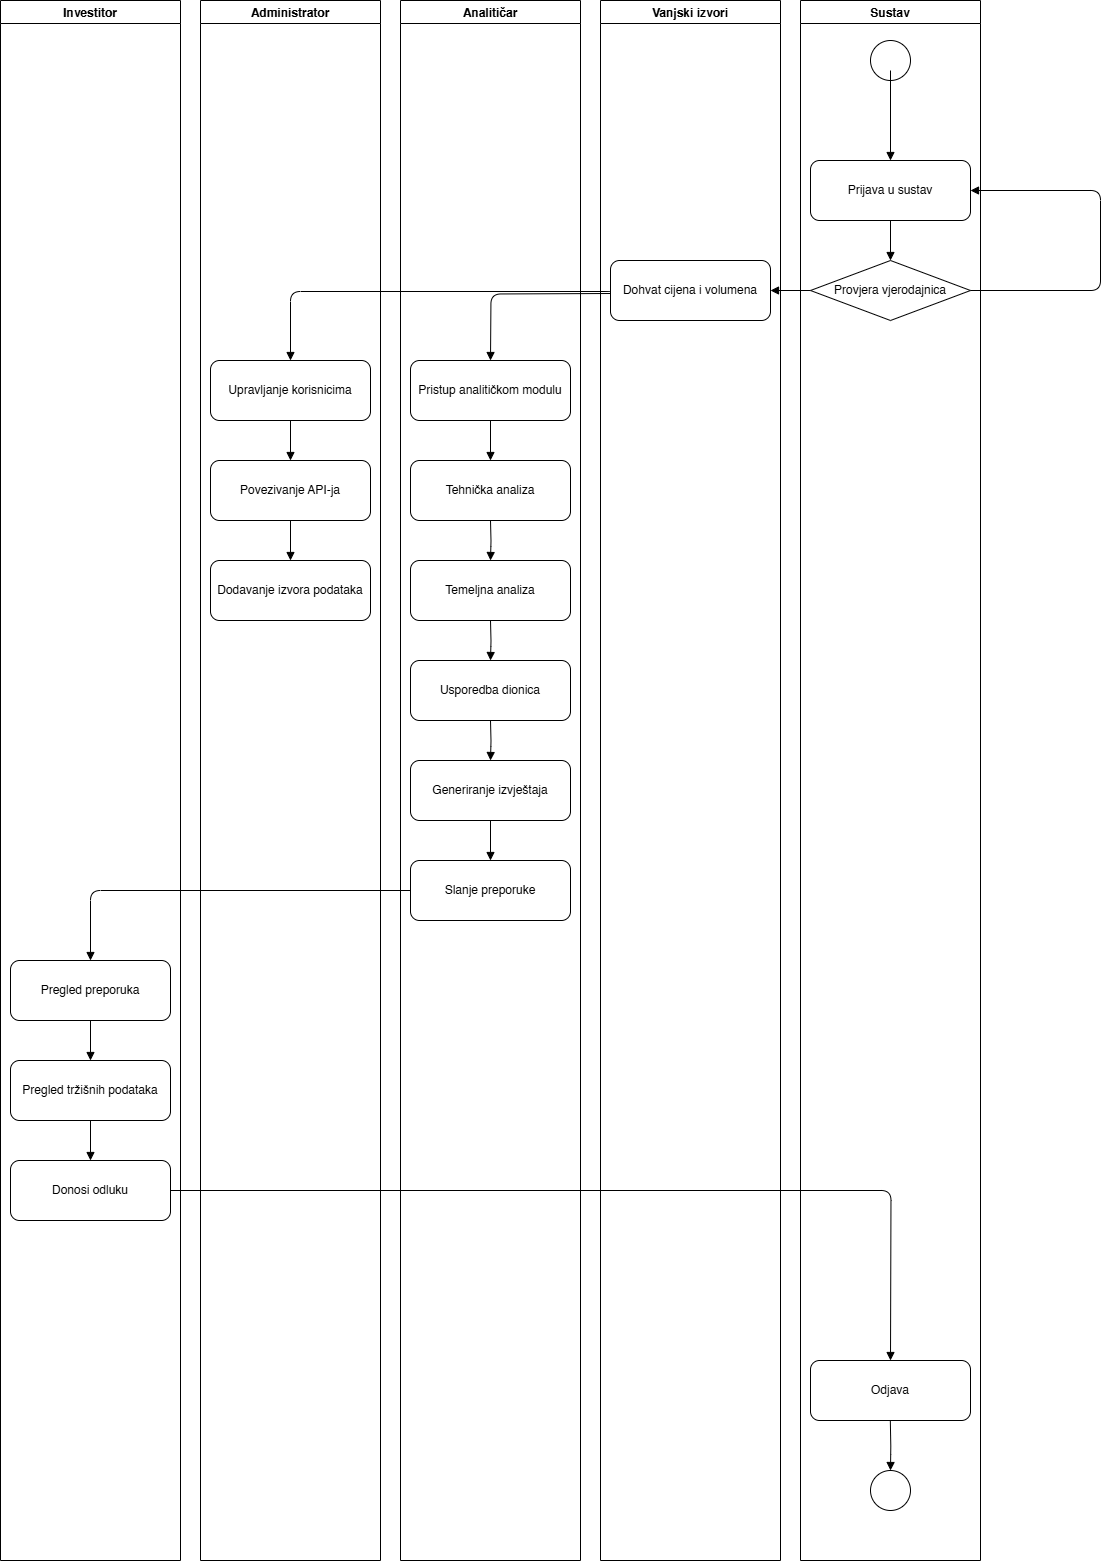 Investitor
Administrator
Analitičar
Vanjski izvori
Sustav
Prijava u sustav
Dohvat cijena i volumena
Provjera vjerodajnica
Upravljanje korisnicima
Pristup analitičkom modulu
Povezivanje API-ja
Tehnička analiza
Dodavanje izvora podataka
Temeljna analiza
Usporedba dionica
Generiranje izvještaja
Slanje preporuke
Pregled preporuka
Pregled tržišnih podataka
Donosi odluku
Odjava